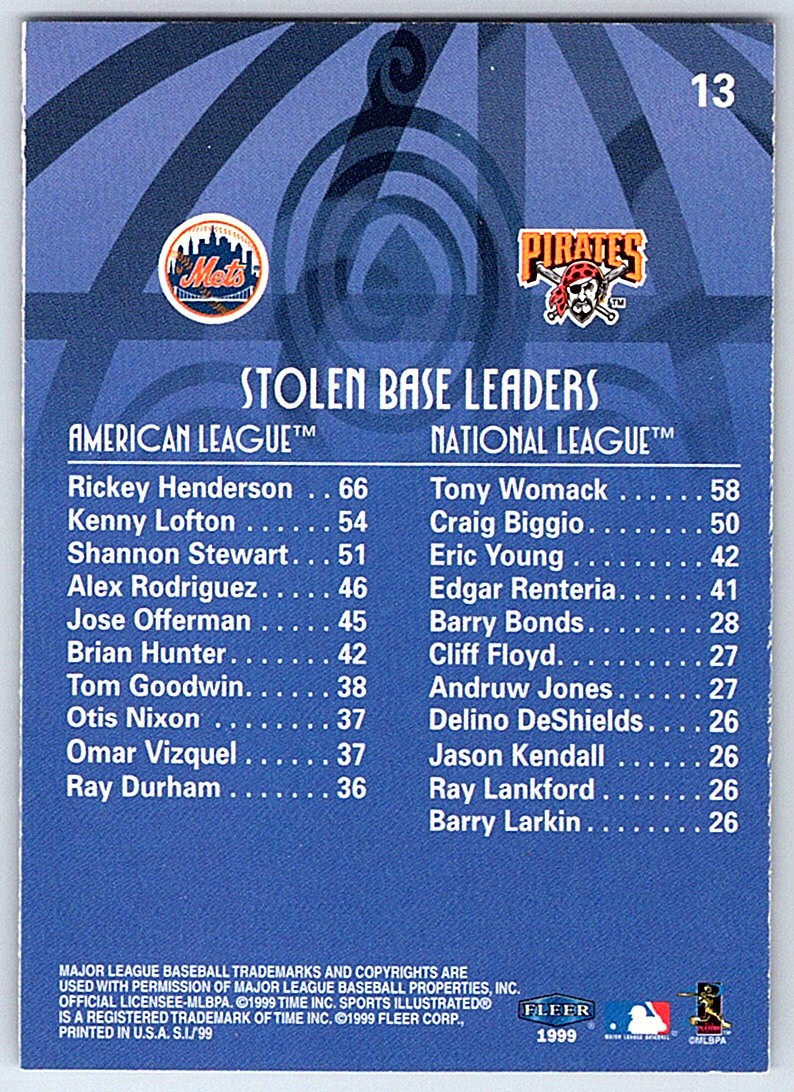 13
Mets
PIRATES
TM
STOLEN BASE LEADERS
AMERICAN LEAGUE™
Rickey Henderson . . 66
Kenny Lofton . . . . . . 54
Shannon Stewart . . . 51
Alex Rodriguez . . . . . 46
Jose Offerman . . . . . 45
Brian Hunter . . . . . . . 42
Tom Goodwin . . . . . . 38
Otis Nixon . . . . . . . . 37
Omar Vizquel . . . . . . 37
Ray Durham . . . . . . . 36
NATIONAL LEAGUE™
Tony Womack . . . . . . 58
Craig Biggio . . . . . . . . 50
Eric Young . . . . . . . . . 42
Edgar Renteria . . . . . . 41
Barry Bonds . . . . . . . . 28
Cliff Floyd . . . . . . . . . . 27
Andruw Jones . . . . . . 27
Delino DeShields . . . . 26
Jason Kendall . . . . . . . 26
Ray Lankford . . . . . . . 26
Barry Larkin . . . . . . . . 26
MAJOR LEAGUE BASEBALL TRADEMARKS AND COPYRIGHTS ARE
USED WITH PERMISSION OF MAJOR LEAGUE BASEBALL PROPERTIES, INC.
OFFICIAL LICENSEE-MLBPA. ©1999 TIME INC. SPORTS ILLUSTRATED®
IS A REGISTERED TRADEMARK OF TIME INC. ©1999 FLEER CORP.,
PRINTED IN U.S.A. S.I./'99
FLEER
1999
MAJOR LEAGUE BASEBALL
©MLBPA